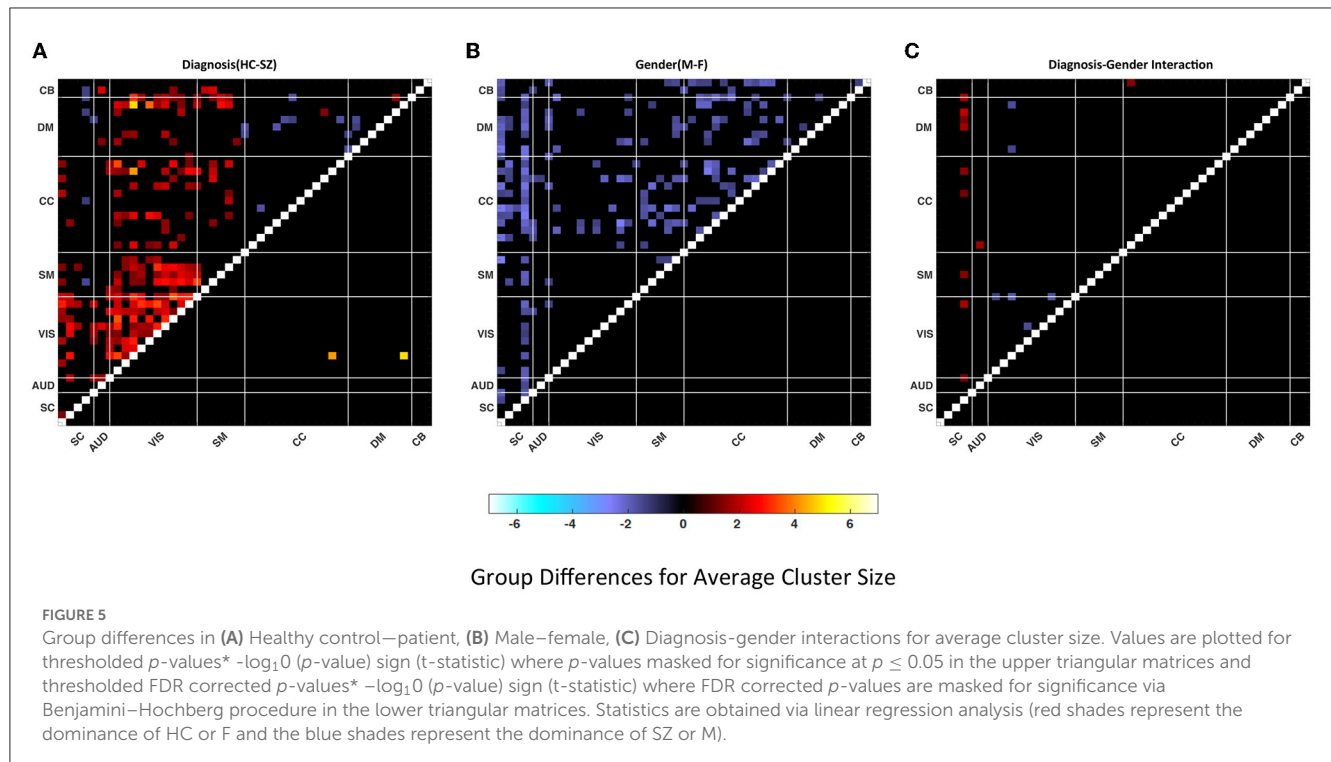 A
B
C
Diagnosis(HC-SZ)
Gender(M-F)
Diagnosis-Gender Interaction
CB
DM
CC
SM
VIS
AUD
SC
SC
AUD
VIS
SM
CC
DM
CB
CB
DM
CC
SM
VIS
AUD
SC
SC
AUD
VIS
SM
CC
DM
CB
CB
DM
CC
SM
VIS
AUD
SC
SC
AUD
VIS
SM
CC
DM
CB
-6 -4 -2 0 2 4 6
Group Differences for Average Cluster Size
FIGURE 5
Group differences in (A) Healthy control—patient, (B) Male–female, (C) Diagnosis-gender interactions for average cluster size. Values are plotted for
thresholded p-values* -log₁0 (p-value) sign (t-statistic) where p-values masked for significance at p ≤ 0.05 in the upper triangular matrices and
thresholded FDR corrected p-values* –log₁0 (p-value) sign (t-statistic) where FDR corrected p-values are masked for significance via
Benjamini–Hochberg procedure in the lower triangular matrices. Statistics are obtained via linear regression analysis (red shades represent the
dominance of HC or F and the blue shades represent the dominance of SZ or M).